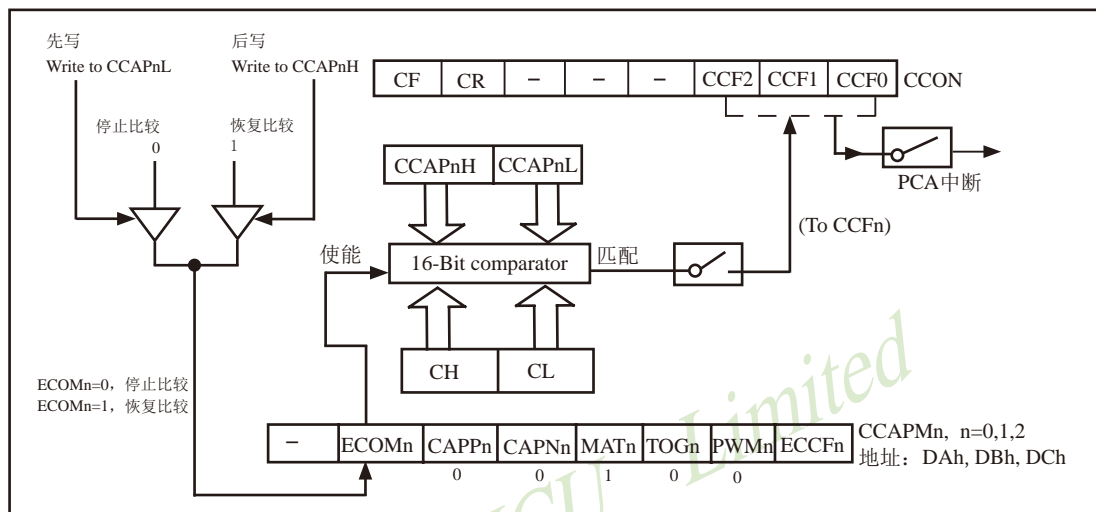 先写
Write to CCAPnL
后写
Write to CCAPnH
停止比较
0
恢复比较
1
CF CR – – – CCF2 CCF1 CCF0 CCON
PCA中断
CCAPnH CCAPnL
(To CCFn)
使能
16-Bit comparator
匹配
CH CL
ECOMn=0，停止比较
ECOMn=1，恢复比较
– ECOMn CAPPn CAPNn MATn TOGn PWMn ECCFn
0 0 1 0 0
CCAPMn, n=0,1,2
地址：DAh, DBh, DCh
MCU Limited